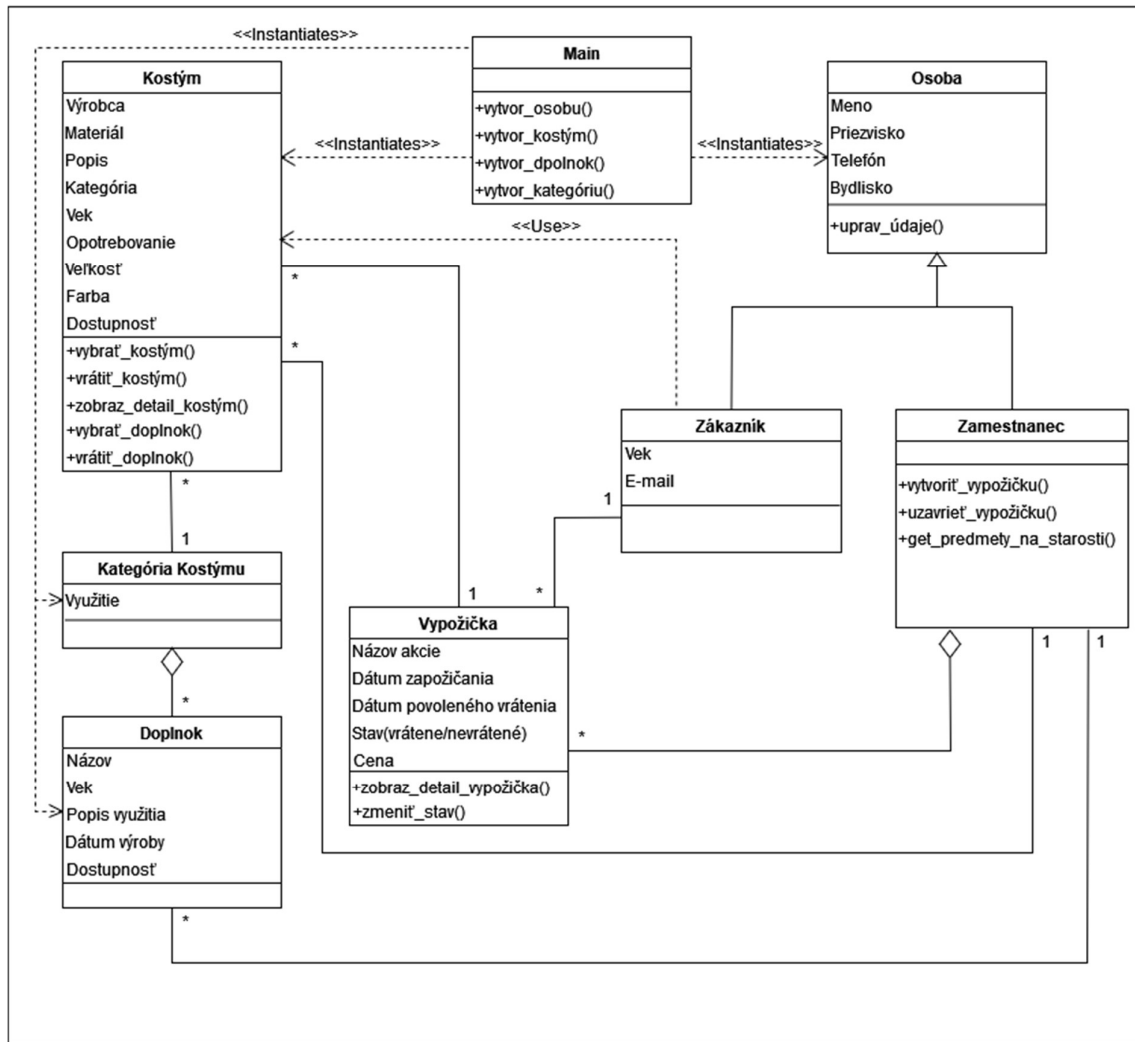 <<Instantiates>>
Main
+vytvor_osobu()
+vytvor_kostým()
+vytvor_dpolnok()
+vytvor_kategóriu()
Kostým
Výrobca
Materiál
Popis
Kategória
Vek
Opotrebovanie
Veľkosť
Farba
Dostupnosť
+vybrať_kostým()
+vrátiť_kostým()
+zobraz_detail_kostým()
+vybrať_doplnok()
+vrátiť_doplnok()
<<Instantiates>>
<<Instantiates>>
Osoba
Meno
Priezvisko
Telefón
Bydlisko
+uprav_údaje()
<<Use>>
*
*
*
1
Zákazník
Vek
E-mail
1
Zamestnanec
+vytvoriť_vypožičku()
+uzavrieť_vypožičku()
+get_predmety_na_starosti()
1
1
Kategória Kostýmu
Využitie
*
1
*
Vypožička
Názov akcie
Dátum zapožičania
Dátum povoleného vrátenia
Stav(vrátene/nevrátené)
Cena
+zobraz_detail_vypožička()
+zmeniť_stav()
*
Doplnok
Názov
Vek
Popis využitia
Dátum výroby
Dostupnosť
*